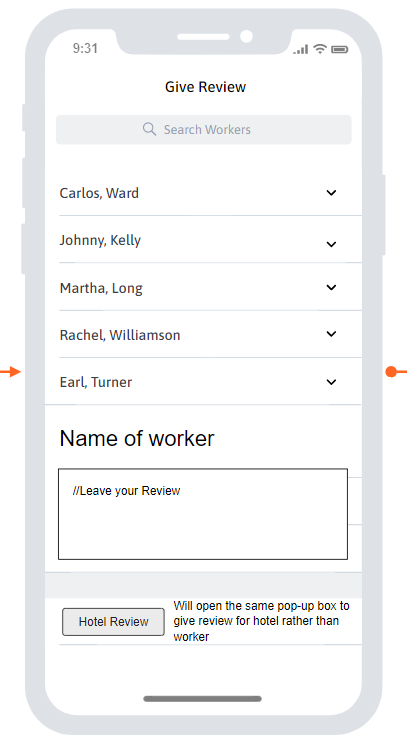 9:31
Give Review
Search Workers
Carlos, Ward
Johnny, Kelly
Martha, Long
Rachel, Williamson
Earl, Turner
Name of worker
//Leave your Review
Hotel Review
Will open the same pop-up box to
give review for hotel rather than
worker